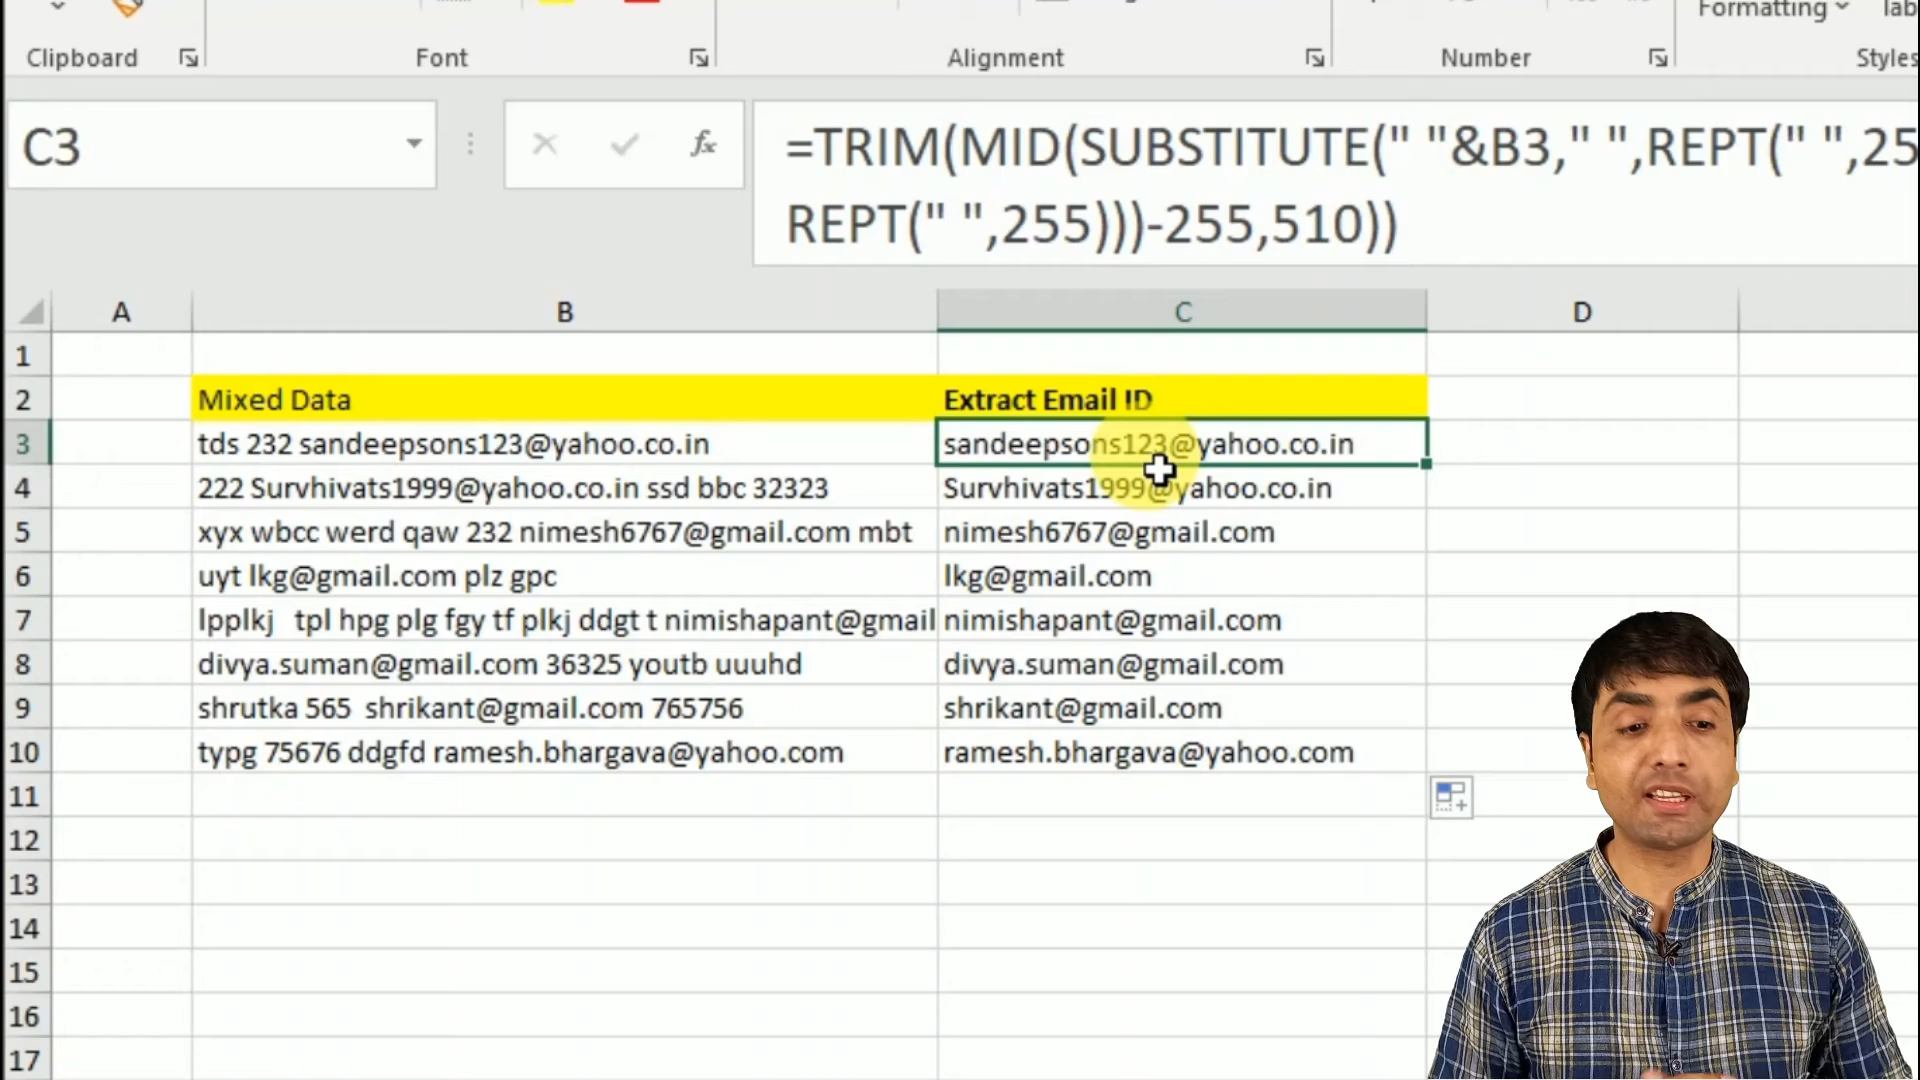 Formatting
Tab
Clipboard Font Alignment Number Styles
C3 fx =TRIM(MID(SUBSTITUTE(" "&B3," ",REPT(" ",25
REPT(" ",255)))-255,510))
A B C D
1
2 Mixed Data Extract Email ID
3 tds 232 sandeepsons123@yahoo.co.in sandeepsons123@yahoo.co.in
4 222 Survhivats1999@yahoo.co.in ssd bbc 32323 Survhivats1999@yahoo.co.in
5 xyx wbcc werd qaw 232 nimesh6767@gmail.com mbt nimesh6767@gmail.com
6 uyt lkg@gmail.com plz gpc lkg@gmail.com
7 lpplkj tpl hpg plg fgy tf plkj ddgt t nimishapant@gmail nimishapant@gmail.com
8 divya.suman@gmail.com 36325 youtb uuuhd divya.suman@gmail.com
9 shrutka 565 shrikant@gmail.com 765756 shrikant@gmail.com
10 typg 75676 ddgfd ramesh.bhargava@yahoo.com ramesh.bhargava@yahoo.com
11
12
13
14
15
16
17